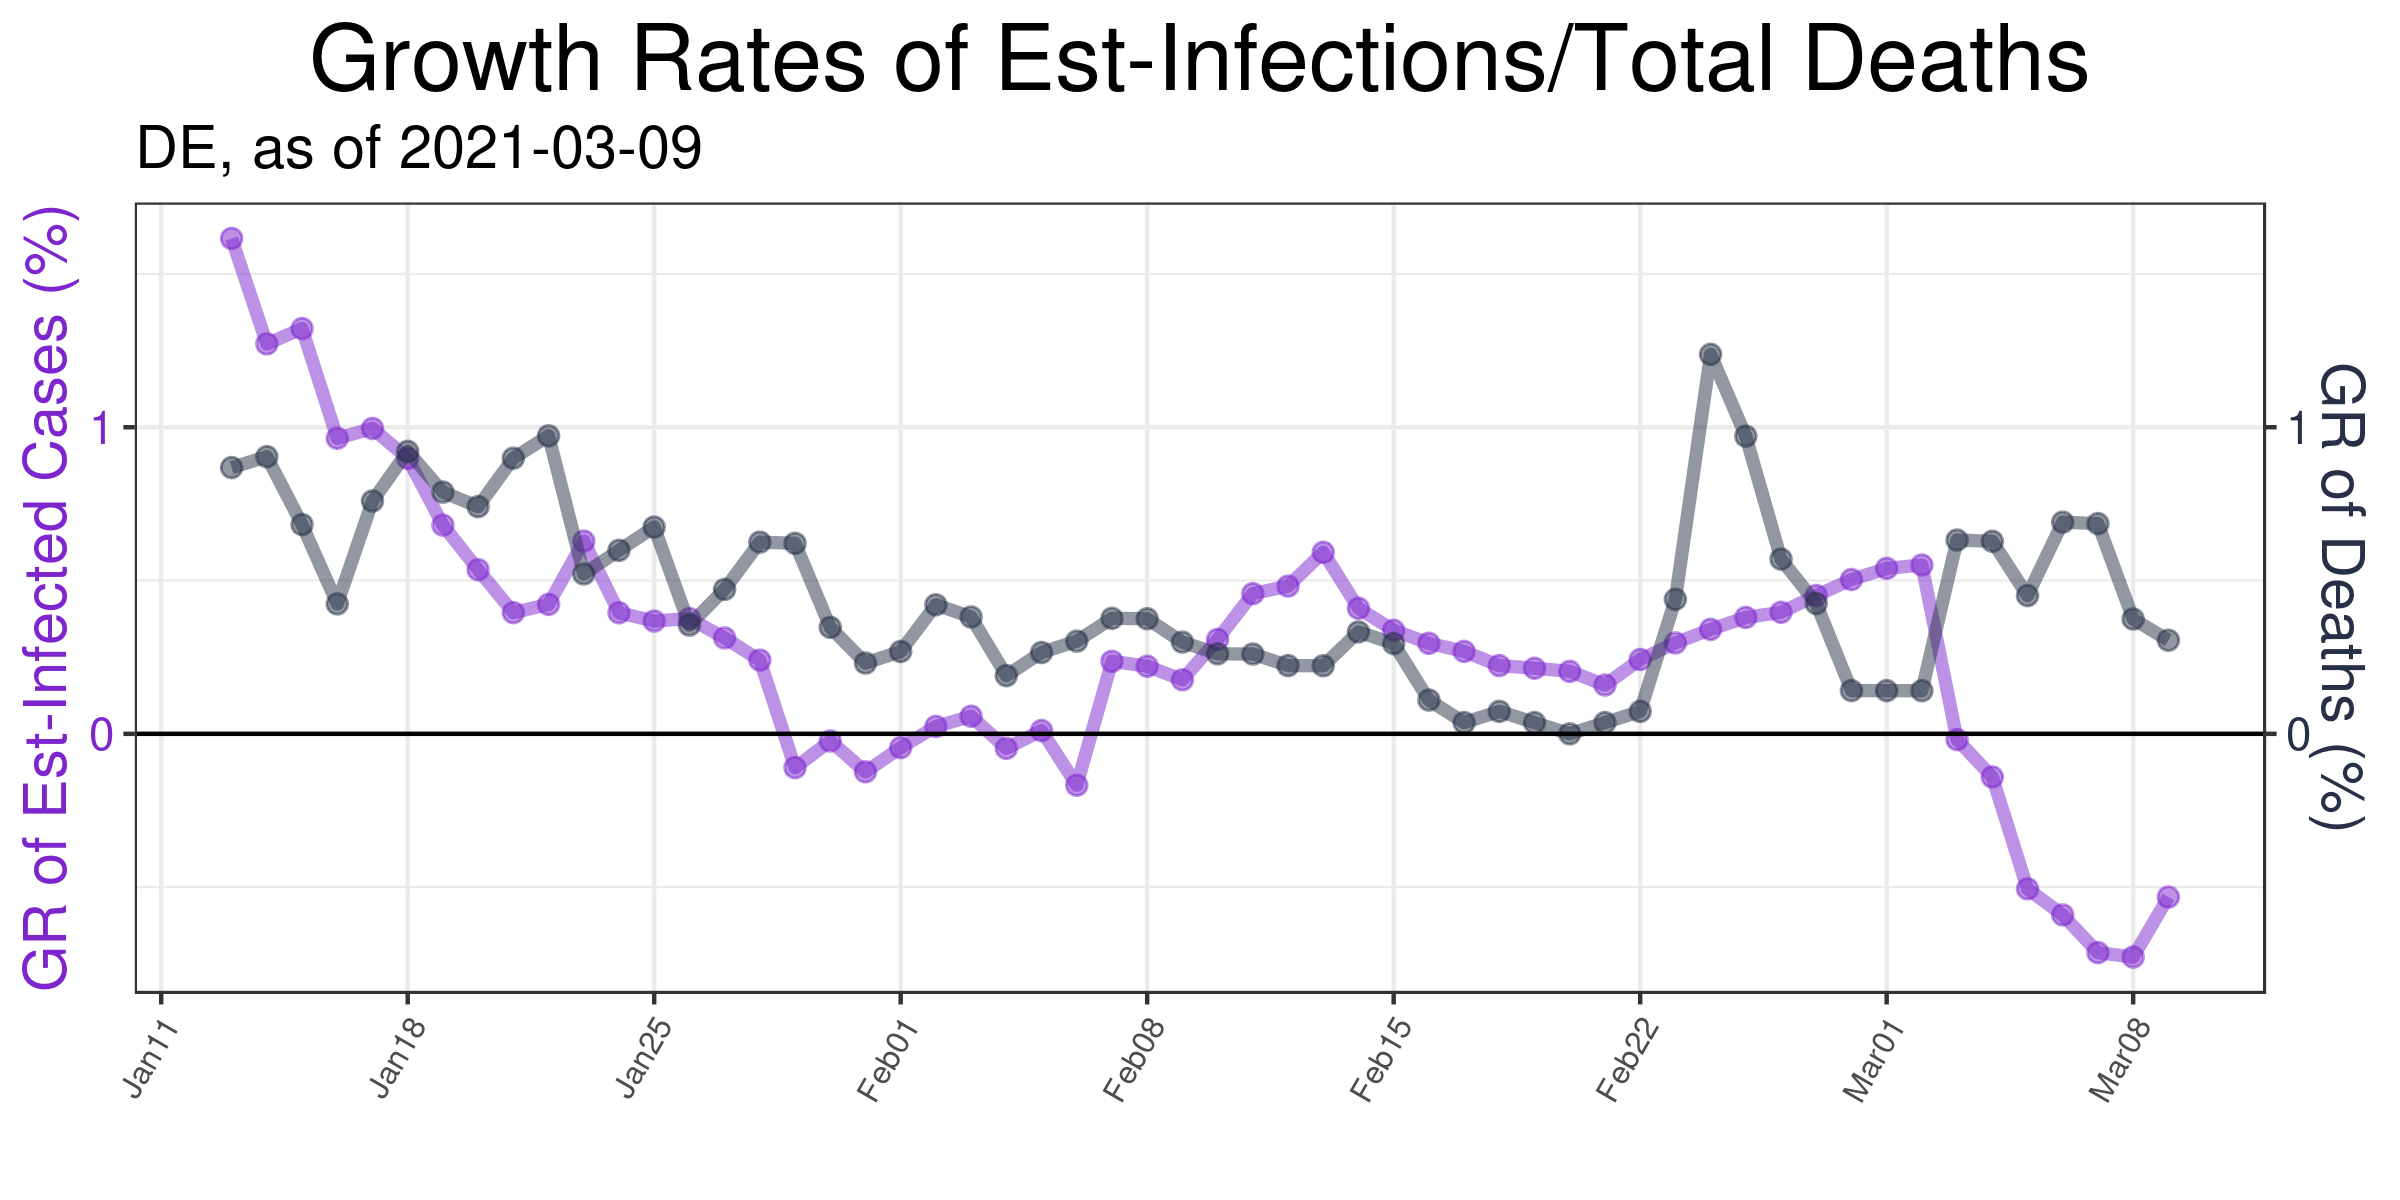 Growth Rates of Est-Infections/Total Deaths
DE, as of 2021-03-09
GR of Est-Infected Cases (%)
1
0
1
0
GR of Deaths (%)
Jan11
Jan18
Jan25
Feb01
Feb08
Feb15
Feb22
Mar01
Mar08